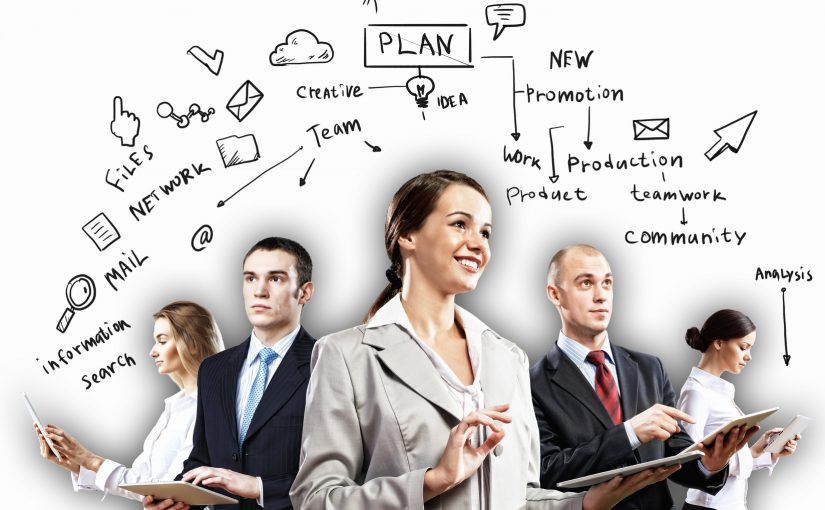 PLAN
creative
IDEA
Team
NEW
Promotion
Work
Production
Product
teamwork
community
Analysis
FILES
NETWORK
@
MAIL
information
search